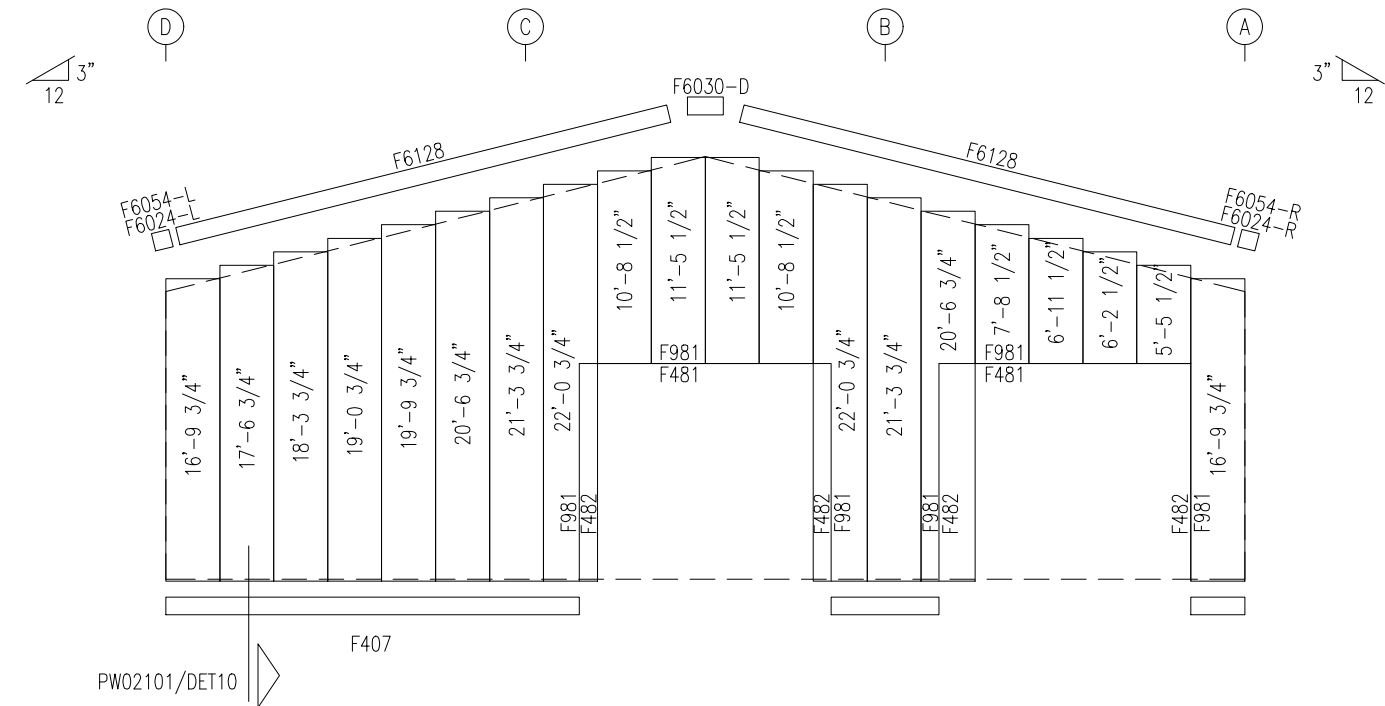 D
C
B
A
3"
12
3"
12
F6030-D
F6128
F6128
F6054-L
F6024-L
F6054-R
F6024-R
16'-9 3/4"
17'-6 3/4"
18'-3 3/4"
19'-0 3/4"
19'-9 3/4"
20'-6 3/4"
21'-3 3/4"
22'-0 3/4"
10'-8 1/2"
11'-5 1/2"
11'-5 1/2"
10'-8 1/2"
22'-0 3/4"
21'-3 3/4"
20'-6 3/4"
7'-8 1/2"
6'-11 1/2"
6'-2 1/2"
5'-5 1/2"
16'-9 3/4"
F981
F481
F981
F481
F981
F482
F482
F981
F981
F482
F482
F981
F407
PW02101/DET10